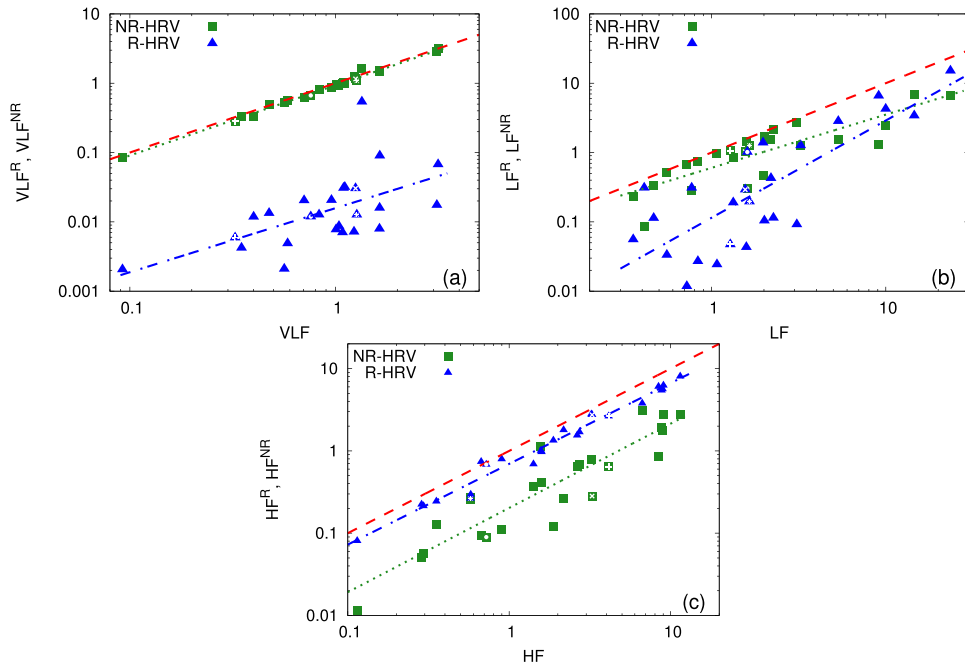 10
1
0.1
0.01
0.001
VLF^R, VLF^NR
NR-HRV
R-HRV
(a)
0.1
1
VLF
100
10
1
0.1
0.01
LF^R, LF^NR
NR-HRV
R-HRV
(b)
1
10
LF
10
1
0.1
0.01
HF^R, HF^NR
NR-HRV
R-HRV
(c)
0.1
1
10
HF